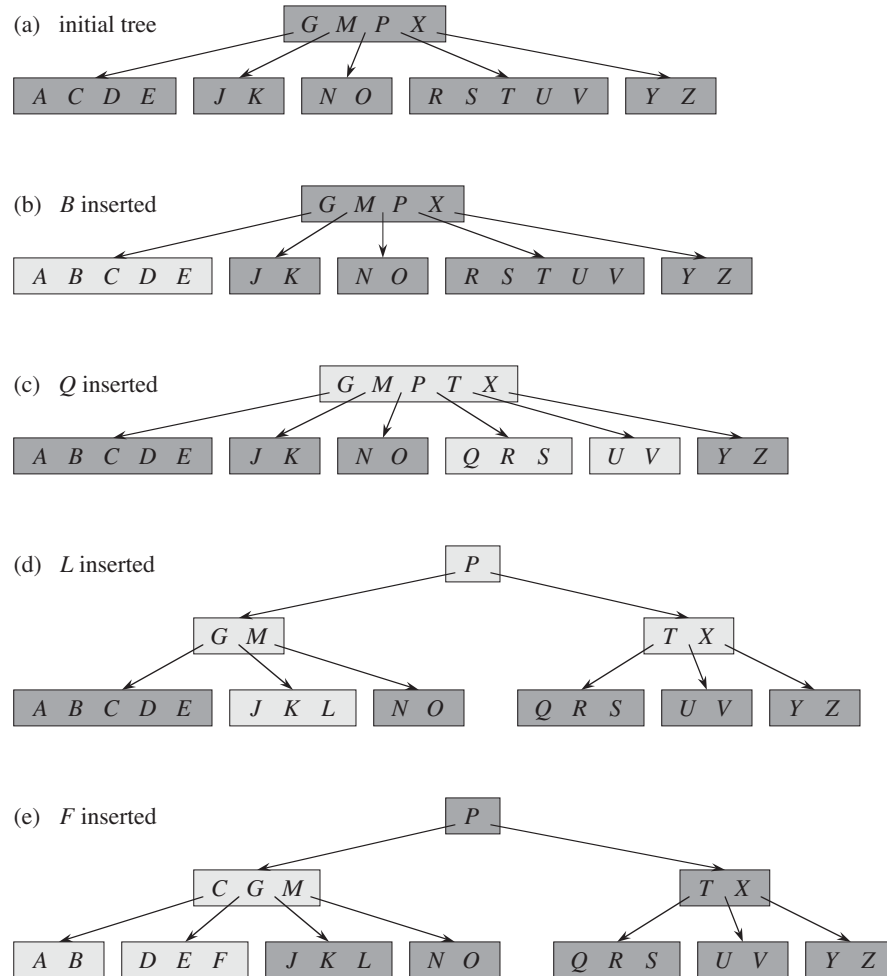 (a) initial tree
G M P X
A C D E J K N O R S T U V Y Z
(b) B inserted
G M P X
A B C D E J K N O R S T U V Y Z
(c) Q inserted
G M P T X
A B C D E J K N O Q R S U V Y Z
(d) L inserted
P
G M T X
A B C D E J K L N O Q R S U V Y Z
(e) F inserted
P
C G M T X
A B D E F J K L N O Q R S U V Y Z